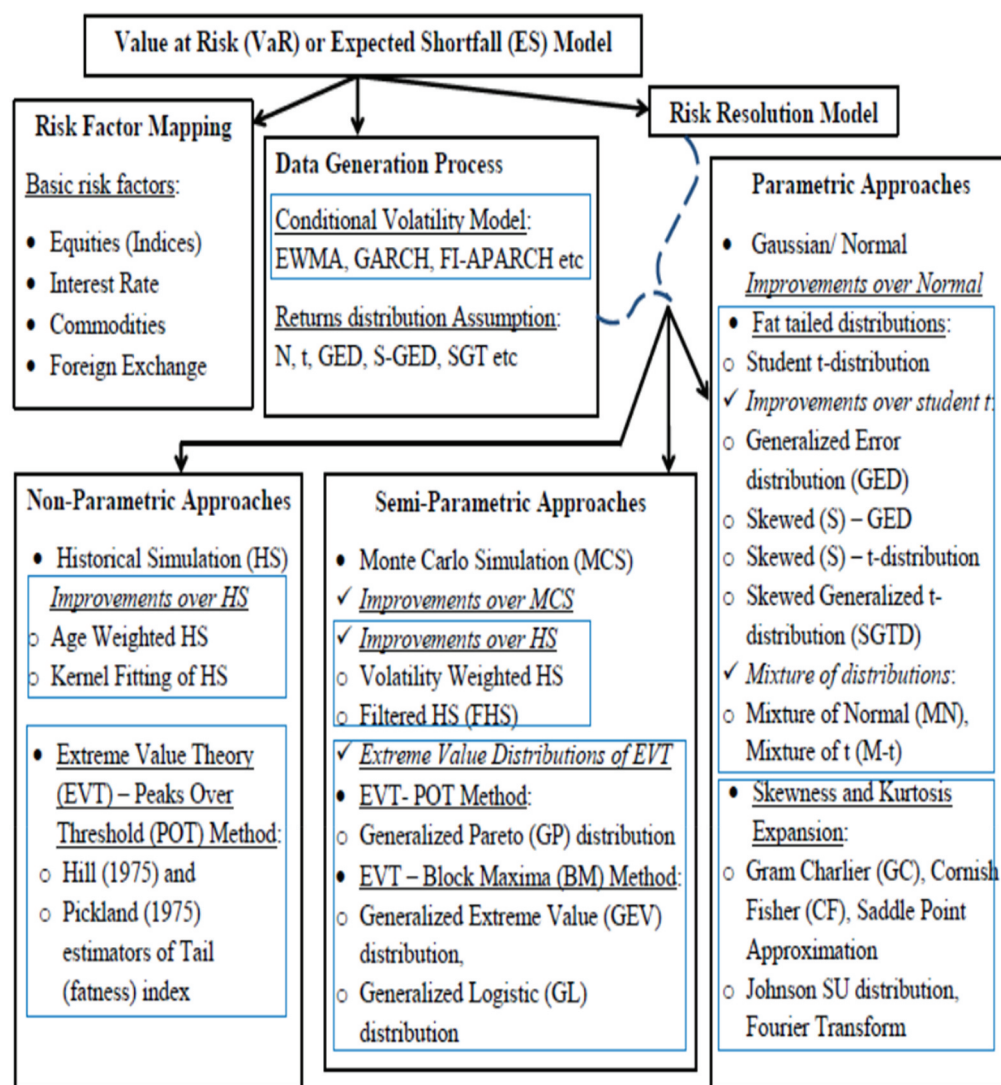 Value at Risk (VaR) or Expected Shortfall (ES) Model
Risk Factor Mapping
Basic risk factors:
• Equities (Indices)
• Interest Rate
• Commodities
• Foreign Exchange
Data Generation Process
Conditional Volatility Model:
EWMA, GARCH, FI-APARCH etc
Returns distribution Assumption:
N, t, GED, S-GED, SGT etc
Risk Resolution Model
Non-Parametric Approaches
• Historical Simulation (HS)
Improvements over HS
o Age Weighted HS
o Kernel Fitting of HS
• Extreme Value Theory
(EVT) – Peaks Over
Threshold (POT) Method:
o Hill (1975) and
o Pickland (1975)
estimators of Tail
(fatness) index
Semi-Parametric Approaches
• Monte Carlo Simulation (MCS)
✓ Improvements over MCS
✓ Improvements over HS
o Volatility Weighted HS
o Filtered HS (FHS)
✓ Extreme Value Distributions of EVT
• EVT- POT Method:
o Generalized Pareto (GP) distribution
• EVT – Block Maxima (BM) Method:
o Generalized Extreme Value (GEV)
distribution,
o Generalized Logistic (GL)
distribution
Parametric Approaches
• Gaussian/ Normal
Improvements over Normal
• Fat tailed distributions:
o Student t-distribution
✓ Improvements over student t:
o Generalized Error
distribution (GED)
o Skewed (S) – GED
o Skewed (S) – t-distribution
o Skewed Generalized t-
distribution (SGTD)
✓ Mixture of distributions:
o Mixture of Normal (MN),
Mixture of t (M-t)
• Skewness and Kurtosis
Expansion:
o Gram Charlier (GC), Cornish
Fisher (CF), Saddle Point
Approximation
o Johnson SU distribution,
Fourier Transform